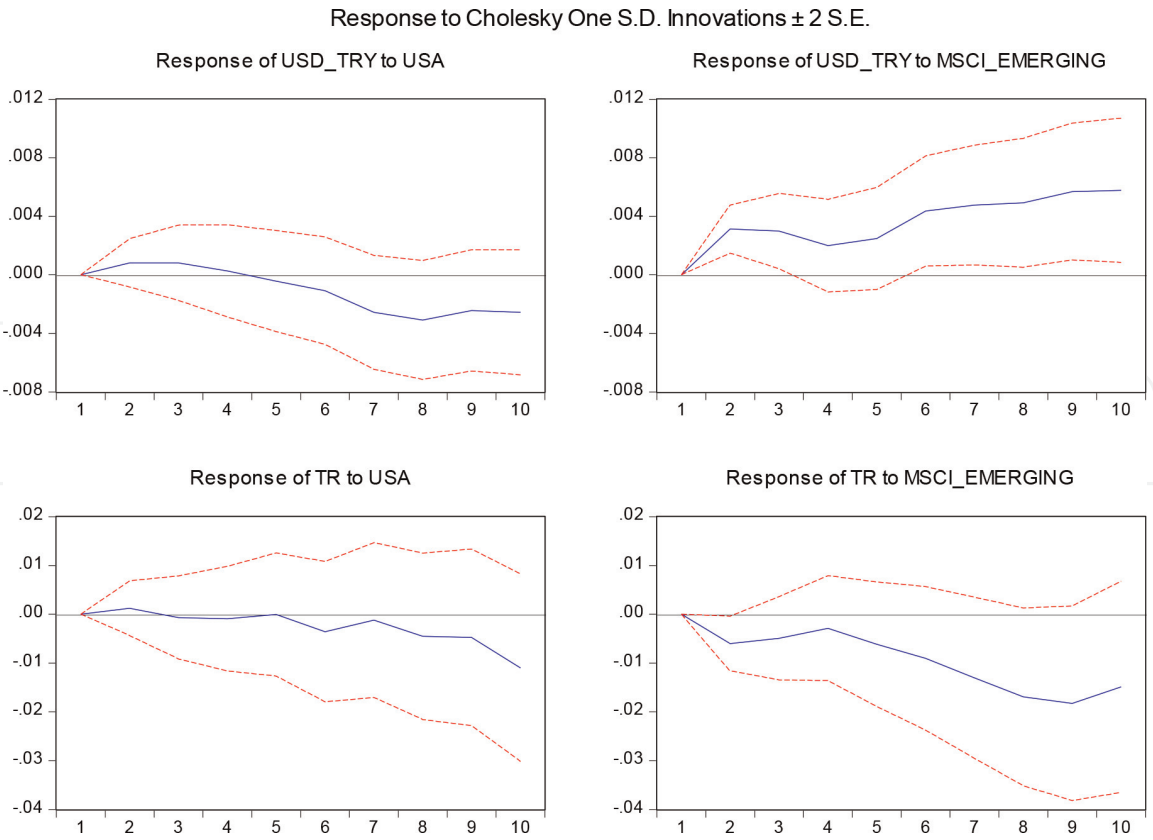 Response to Cholesky One S.D. Innovations ± 2 S.E.
Response of USD_TRY to USA
.012
.008
.004
.000
-.004
-.008
1 2 3 4 5 6 7 8 9 10
Response of USD_TRY to MSCI_EMERGING
.012
.008
.004
.000
-.004
-.008
1 2 3 4 5 6 7 8 9 10
Response of TR to USA
.02
.01
.00
-.01
-.02
-.03
-.04
1 2 3 4 5 6 7 8 9 10
Response of TR to MSCI_EMERGING
.02
.01
.00
-.01
-.02
-.03
-.04
1 2 3 4 5 6 7 8 9 10